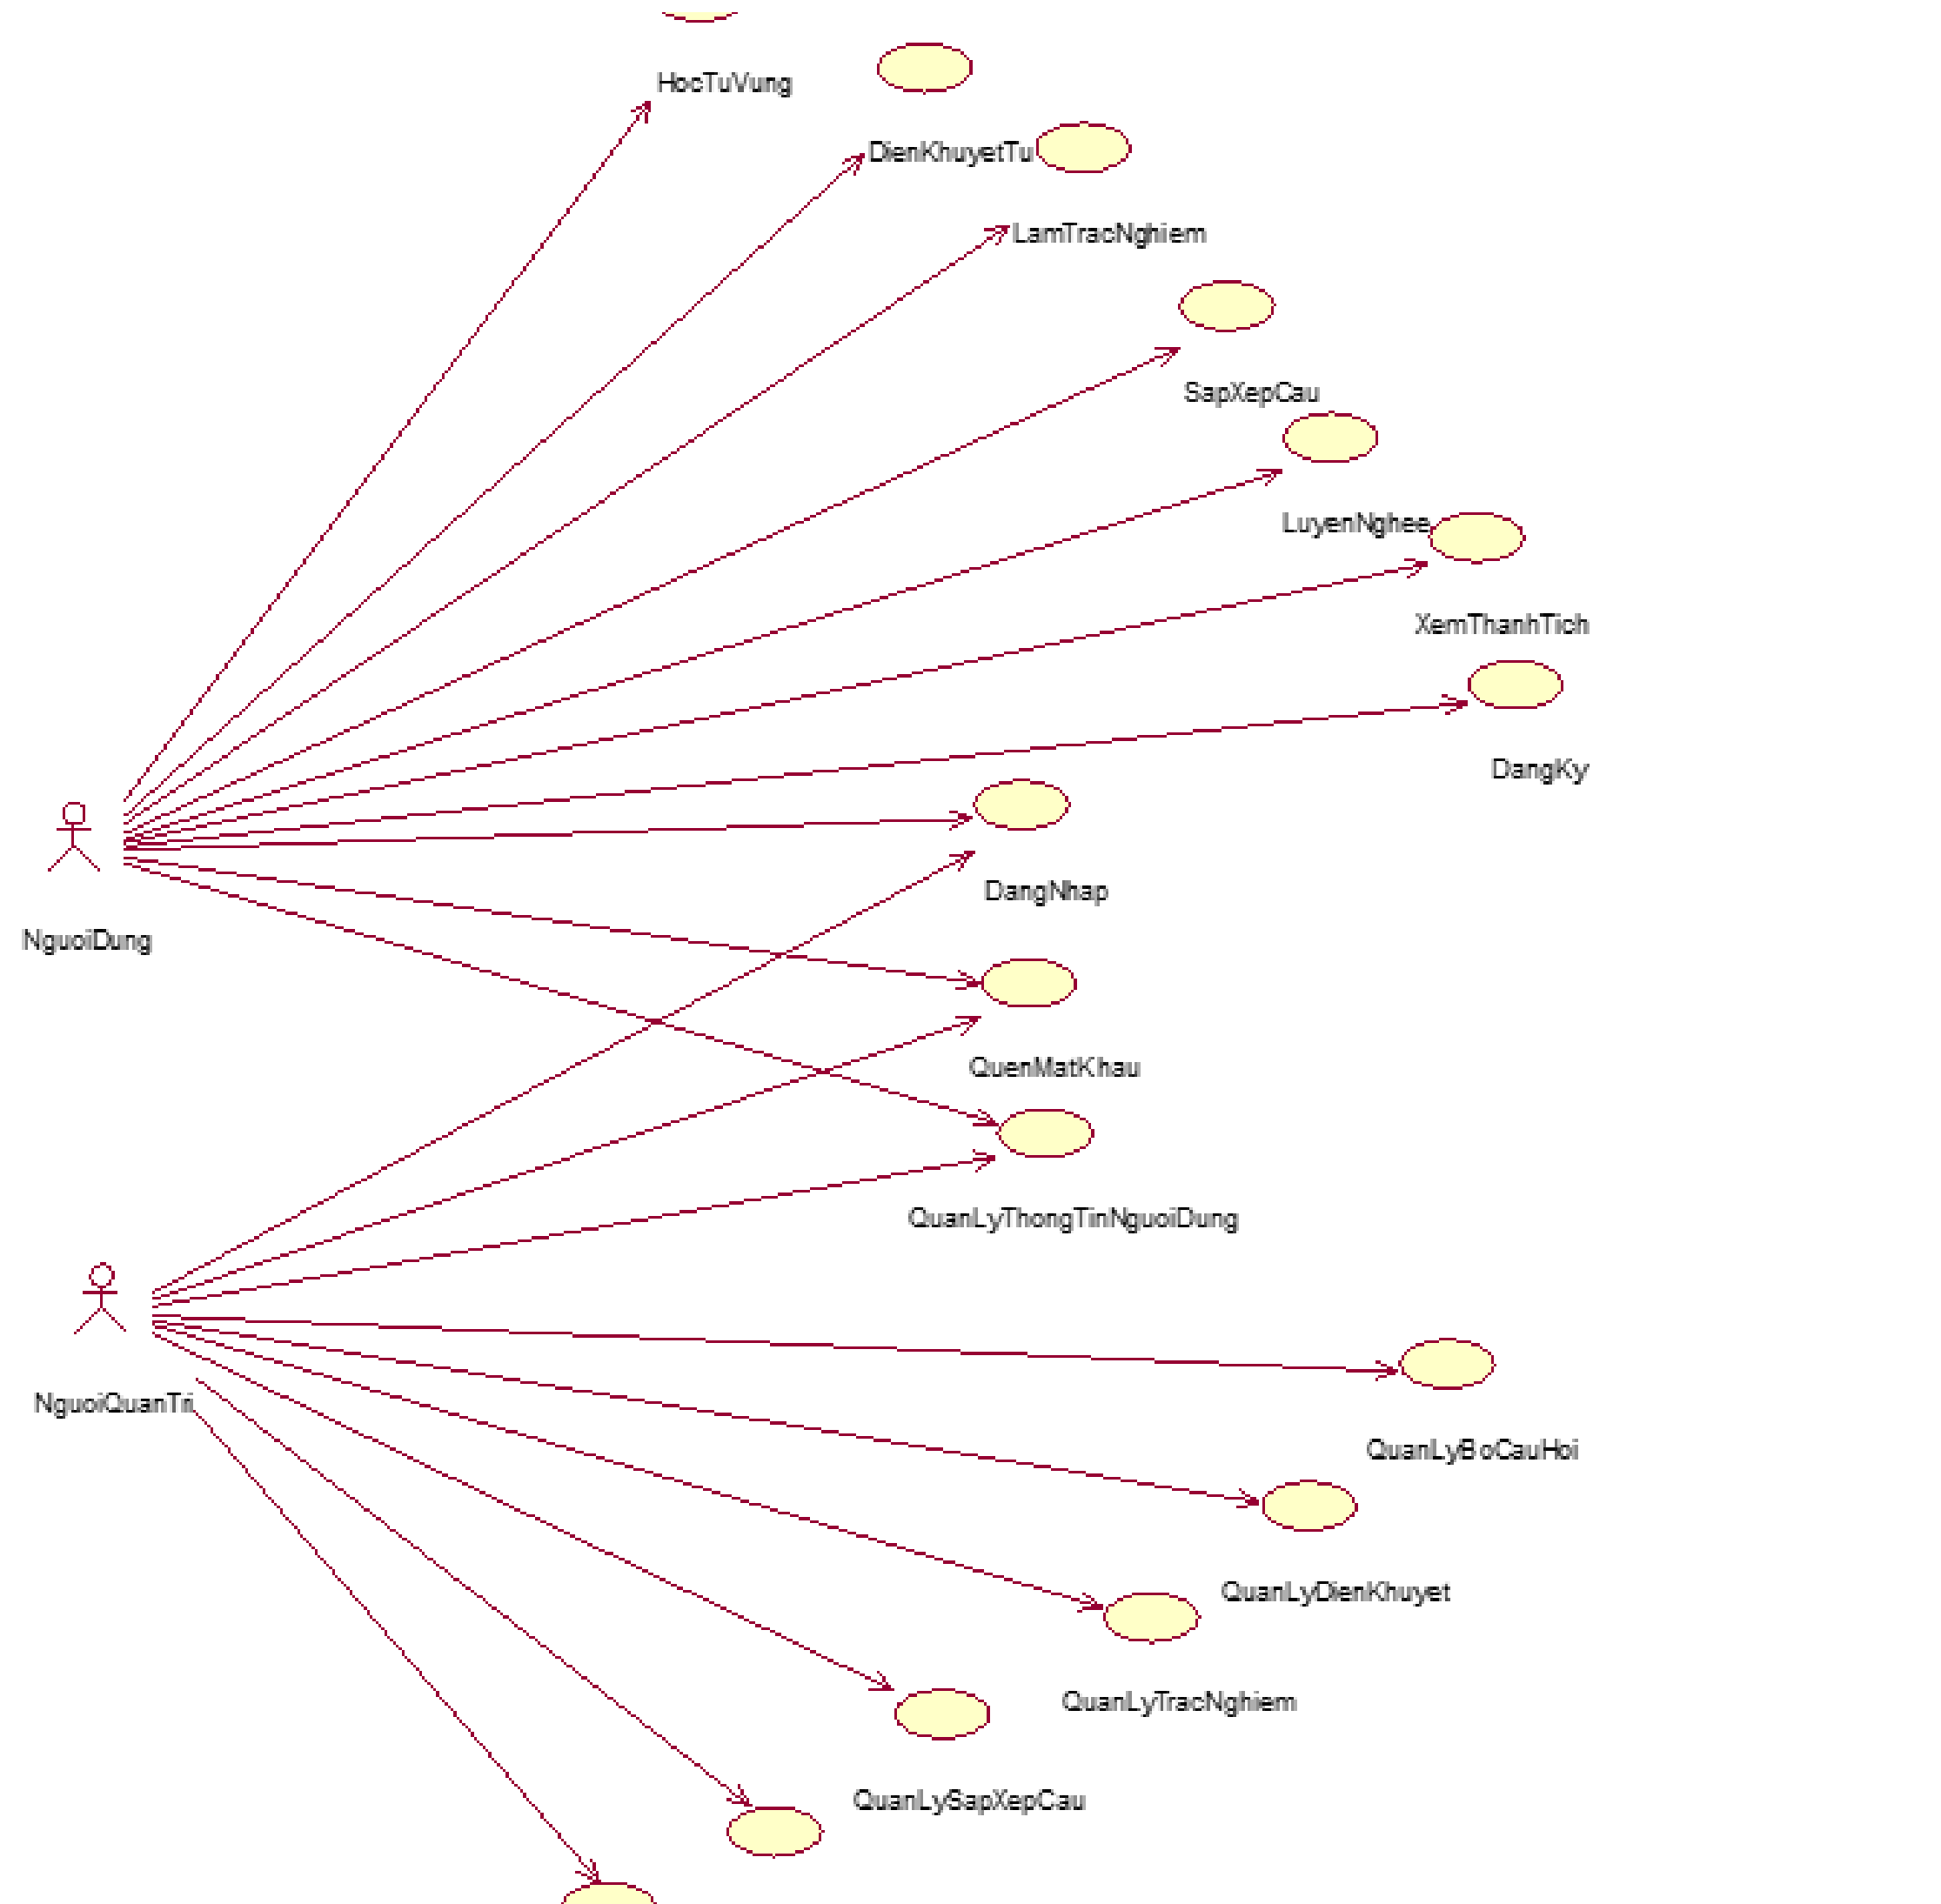 HocTuVung
DienKhuyetTu
LamTracNghiem
SapXepCau
LuyenNghee
XemThanhTich
DangKy
DangNhap
NguoiDung
QuenMatKhau
QuanLyThongTinNguoiDung
NguoiQuanTri
QuanLyBoCauHoi
QuanLyDienKhuyet
QuanLyTracNghiem
QuanLySapXepCau